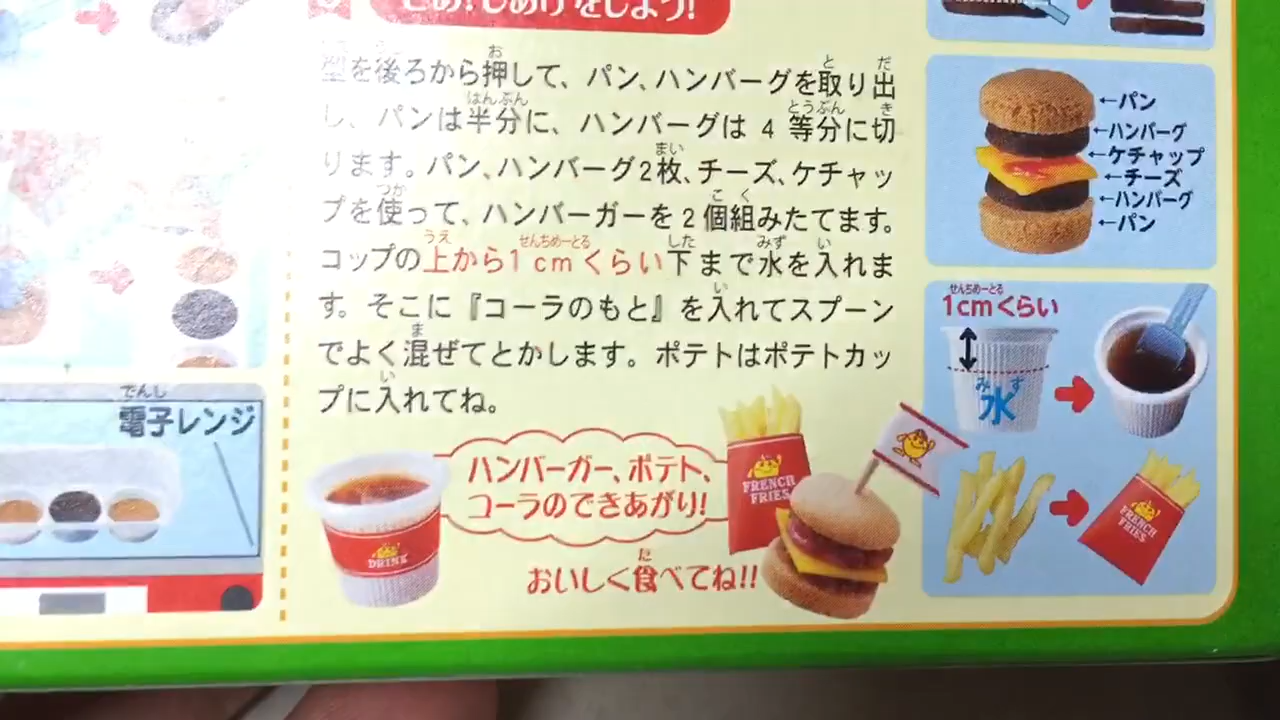 しあげをしよう!
型を後ろから押して、パン、ハンバーグを取り出
し、パンは半分に、ハンバーグは4等分に切
ります。パン、ハンバーグ2枚、チーズ、ケチャッ
プを使って、ハンバーガーを2個組みたてます。
コップの上から1cmくらい下まで水を入れま
す。そこに『コーラのもと』を入れてスプーン
でよく混ぜてとかします。ポテトはポテトカッ
プに入れてね。
ハンバーガー、ポテト、
コーラのできあがり!
おいしく食べてね!!
DRINK
FRENCH
FRIES
電子レンジ
←パン
←ハンバーグ
←ケチャップ
←チーズ
←ハンバーグ
←パン
1cmくらい
水
FRENCH
FRIES